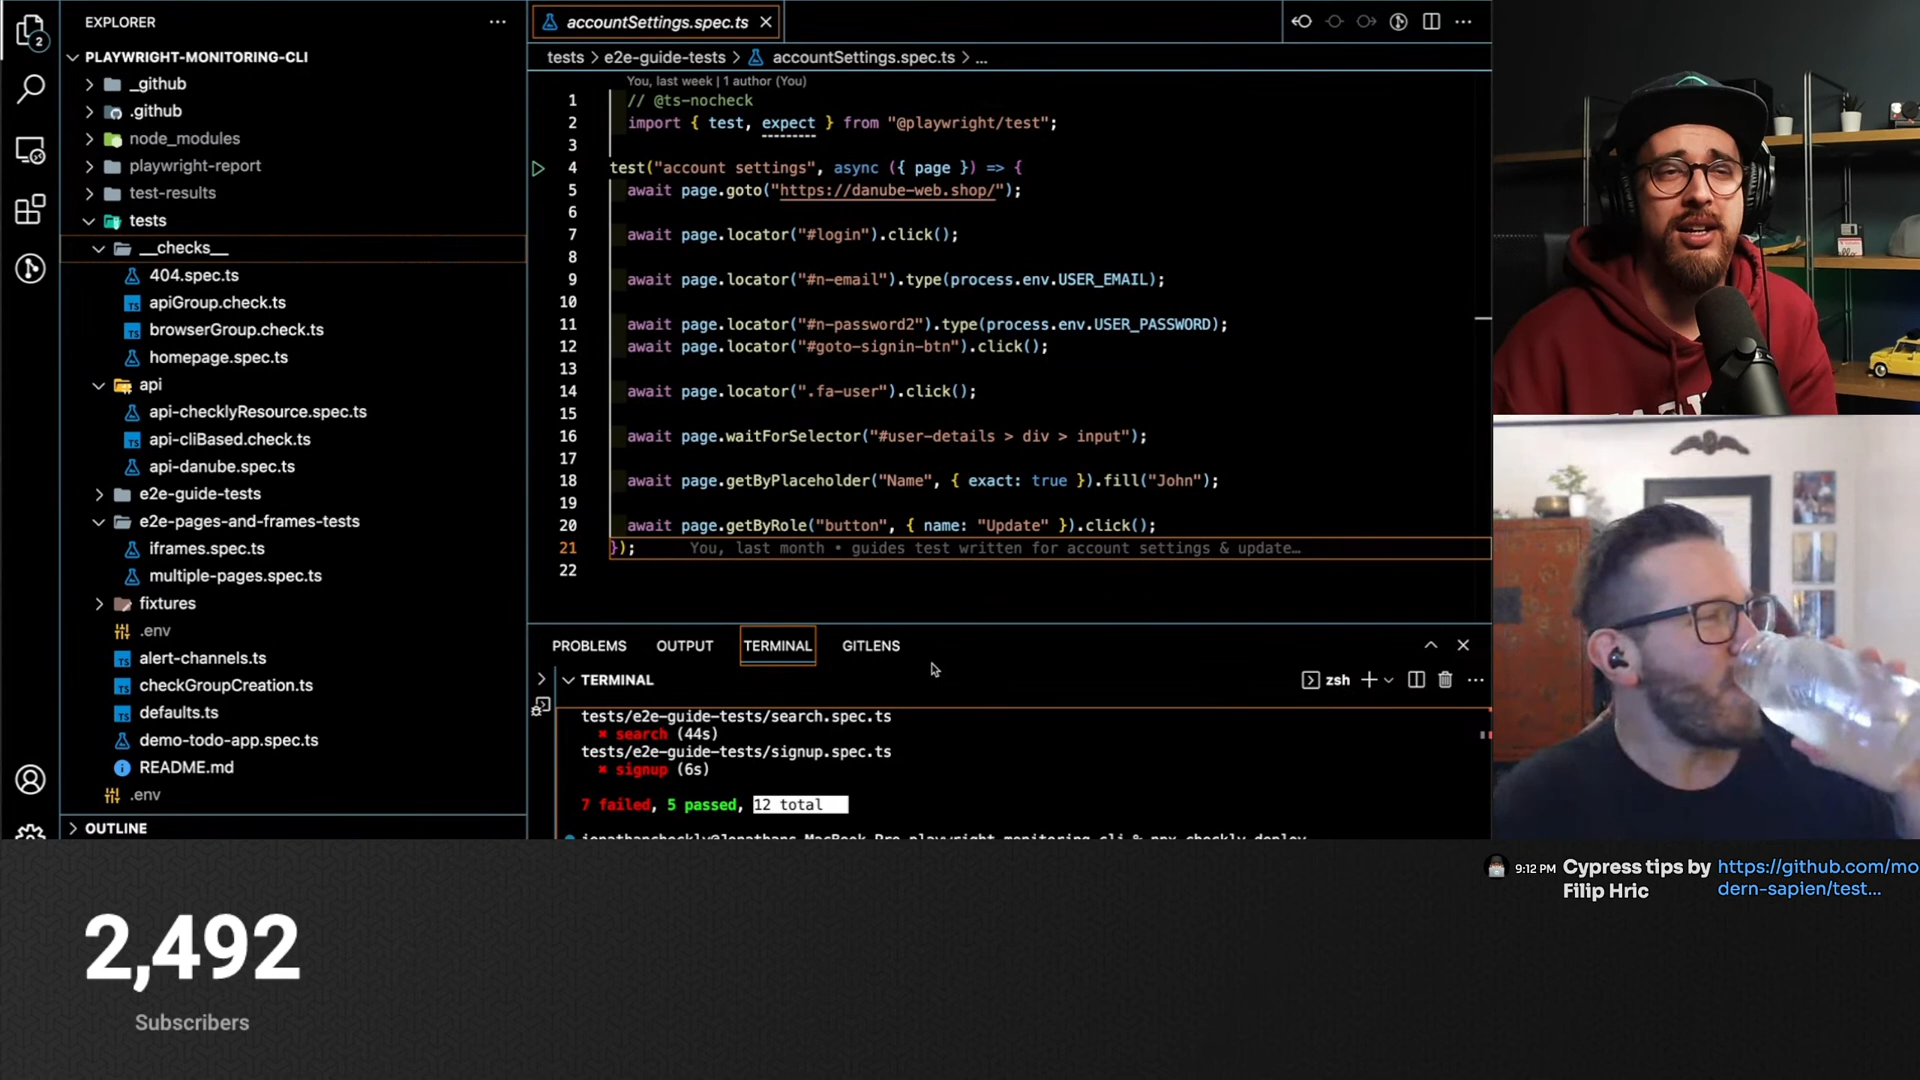 2
EXPLORER
PLAYWRIGHT-MONITORING-CLI
_github
.github
node_modules
playwright-report
test-results
tests
__checks__
404.spec.ts
apiGroup.check.ts
browserGroup.check.ts
homepage.spec.ts
api
api-checklyResource.spec.ts
api-cliBased.check.ts
api-danube.spec.ts
e2e-guide-tests
e2e-pages-and-frames-tests
iframes.spec.ts
multiple-pages.spec.ts
fixtures
.env
alert-channels.ts
checkGroupCreation.ts
defaults.ts
demo-todo-app.spec.ts
README.md
.env
OUTLINE
accountSettings.spec.ts
tests > e2e-guide-tests > accountSettings.spec.ts > ...
You, last week | 1 author (You)
1 // @ts-nocheck
2 import { test, expect } from "@playwright/test";
3
4 test("account settings", async ({ page }) => {
5 await page.goto("https://danube-web.shop/");
6
7 await page.locator("#login").click();
8
9 await page.locator("#n-email").type(process.env.USER_EMAIL);
10
11 await page.locator("#n-password2").type(process.env.USER_PASSWORD);
12 await page.locator("#goto-signin-btn").click();
13
14 await page.locator(".fa-user").click();
15
16 await page.waitForSelector("#user-details > div > input");
17
18 await page.getByPlaceholder("Name", { exact: true }).fill("John");
19
20 await page.getByRole("button", { name: "Update" }).click();
21 }); You, last month • guides test written for account settings & update…
22
PROBLEMS OUTPUT TERMINAL GITLENS
TERMINAL
zsh
tests/e2e-guide-tests/search.spec.ts
✖ search (44s)
tests/e2e-guide-tests/signup.spec.ts
✖ signup (6s)
7 failed, 5 passed, 12 total
jonathancheckly@Jonathans-MacBook-Pro playwright-monitoring-cli % npx checkly deploy
9:12 PM Cypress tips by Filip Hric https://github.com/modern-sapien/test...
2,492
Subscribers